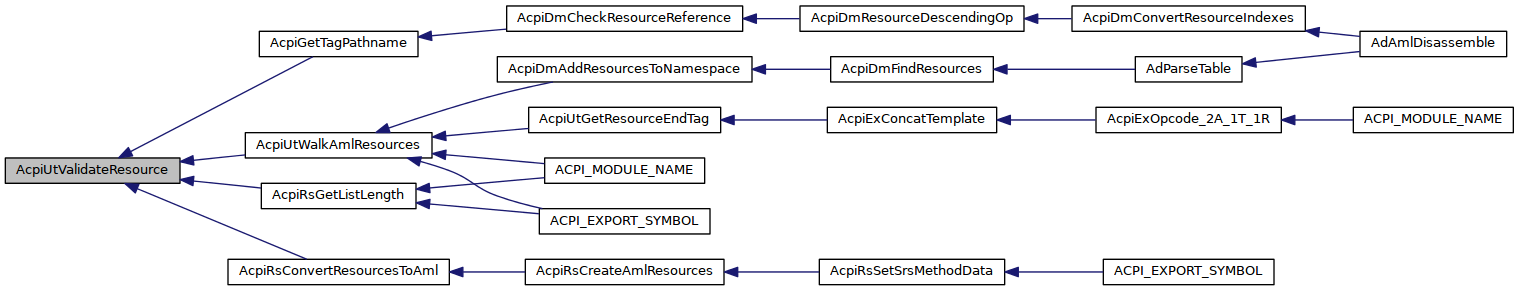 AcpiDmCheckResourceReference
AcpiDmResourceDescendingOp
AcpiDmConvertResourceIndexes
AcpiGetTagPathname
AdAmlDisassemble
AcpiDmAddResourcesToNamespace
AcpiDmFindResources
AdParseTable
AcpiUtGetResourceEndTag
AcpiExConcatTemplate
AcpiExOpcode_2A_1T_1R
ACPI_MODULE_NAME
AcpiUtWalkAmlResources
AcpiUtValidateResource
ACPI_MODULE_NAME
AcpiRsGetListLength
ACPI_EXPORT_SYMBOL
AcpiRsConvertResourcesToAml
AcpiRsCreateAmlResources
AcpiRsSetSrsMethodData
ACPI_EXPORT_SYMBOL